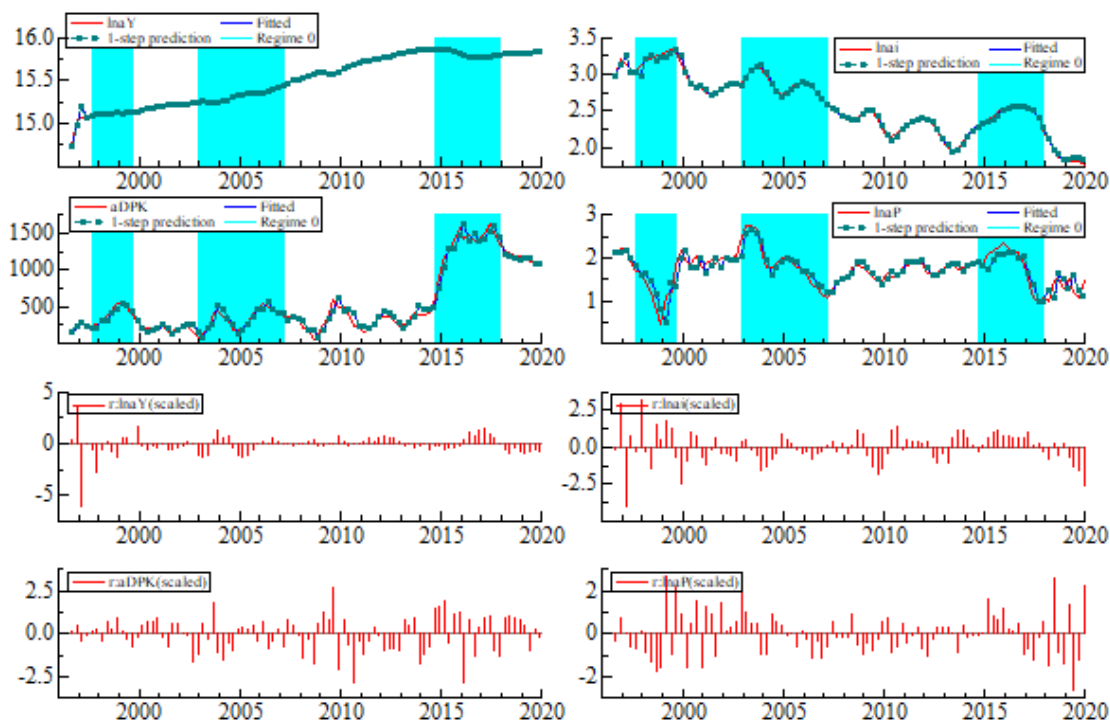 lnaY Fitted
1-step prediction Regime 0
16.0
15.5
15.0
2000 2005 2010 2015 2020
lnai Fitted
1-step prediction Regime 0
3.5
3.0
2.5
2.0
2000 2005 2010 2015 2020
aDPK Fitted
1-step prediction Regime 0
1500
1000
500
2000 2005 2010 2015 2020
lnaP Fitted
1-step prediction Regime 0
3
2
1
2000 2005 2010 2015 2020
r:lnaY(scaled)
5
0
-5
2000 2005 2010 2015 2020
r:lnai(scaled)
2.5
0.0
-2.5
2000 2005 2010 2015 2020
r:aDPK(scaled)
2.5
0.0
-2.5
2000 2005 2010 2015 2020
r:lnaP(scaled)
2
0
-2
2000 2005 2010 2015 2020